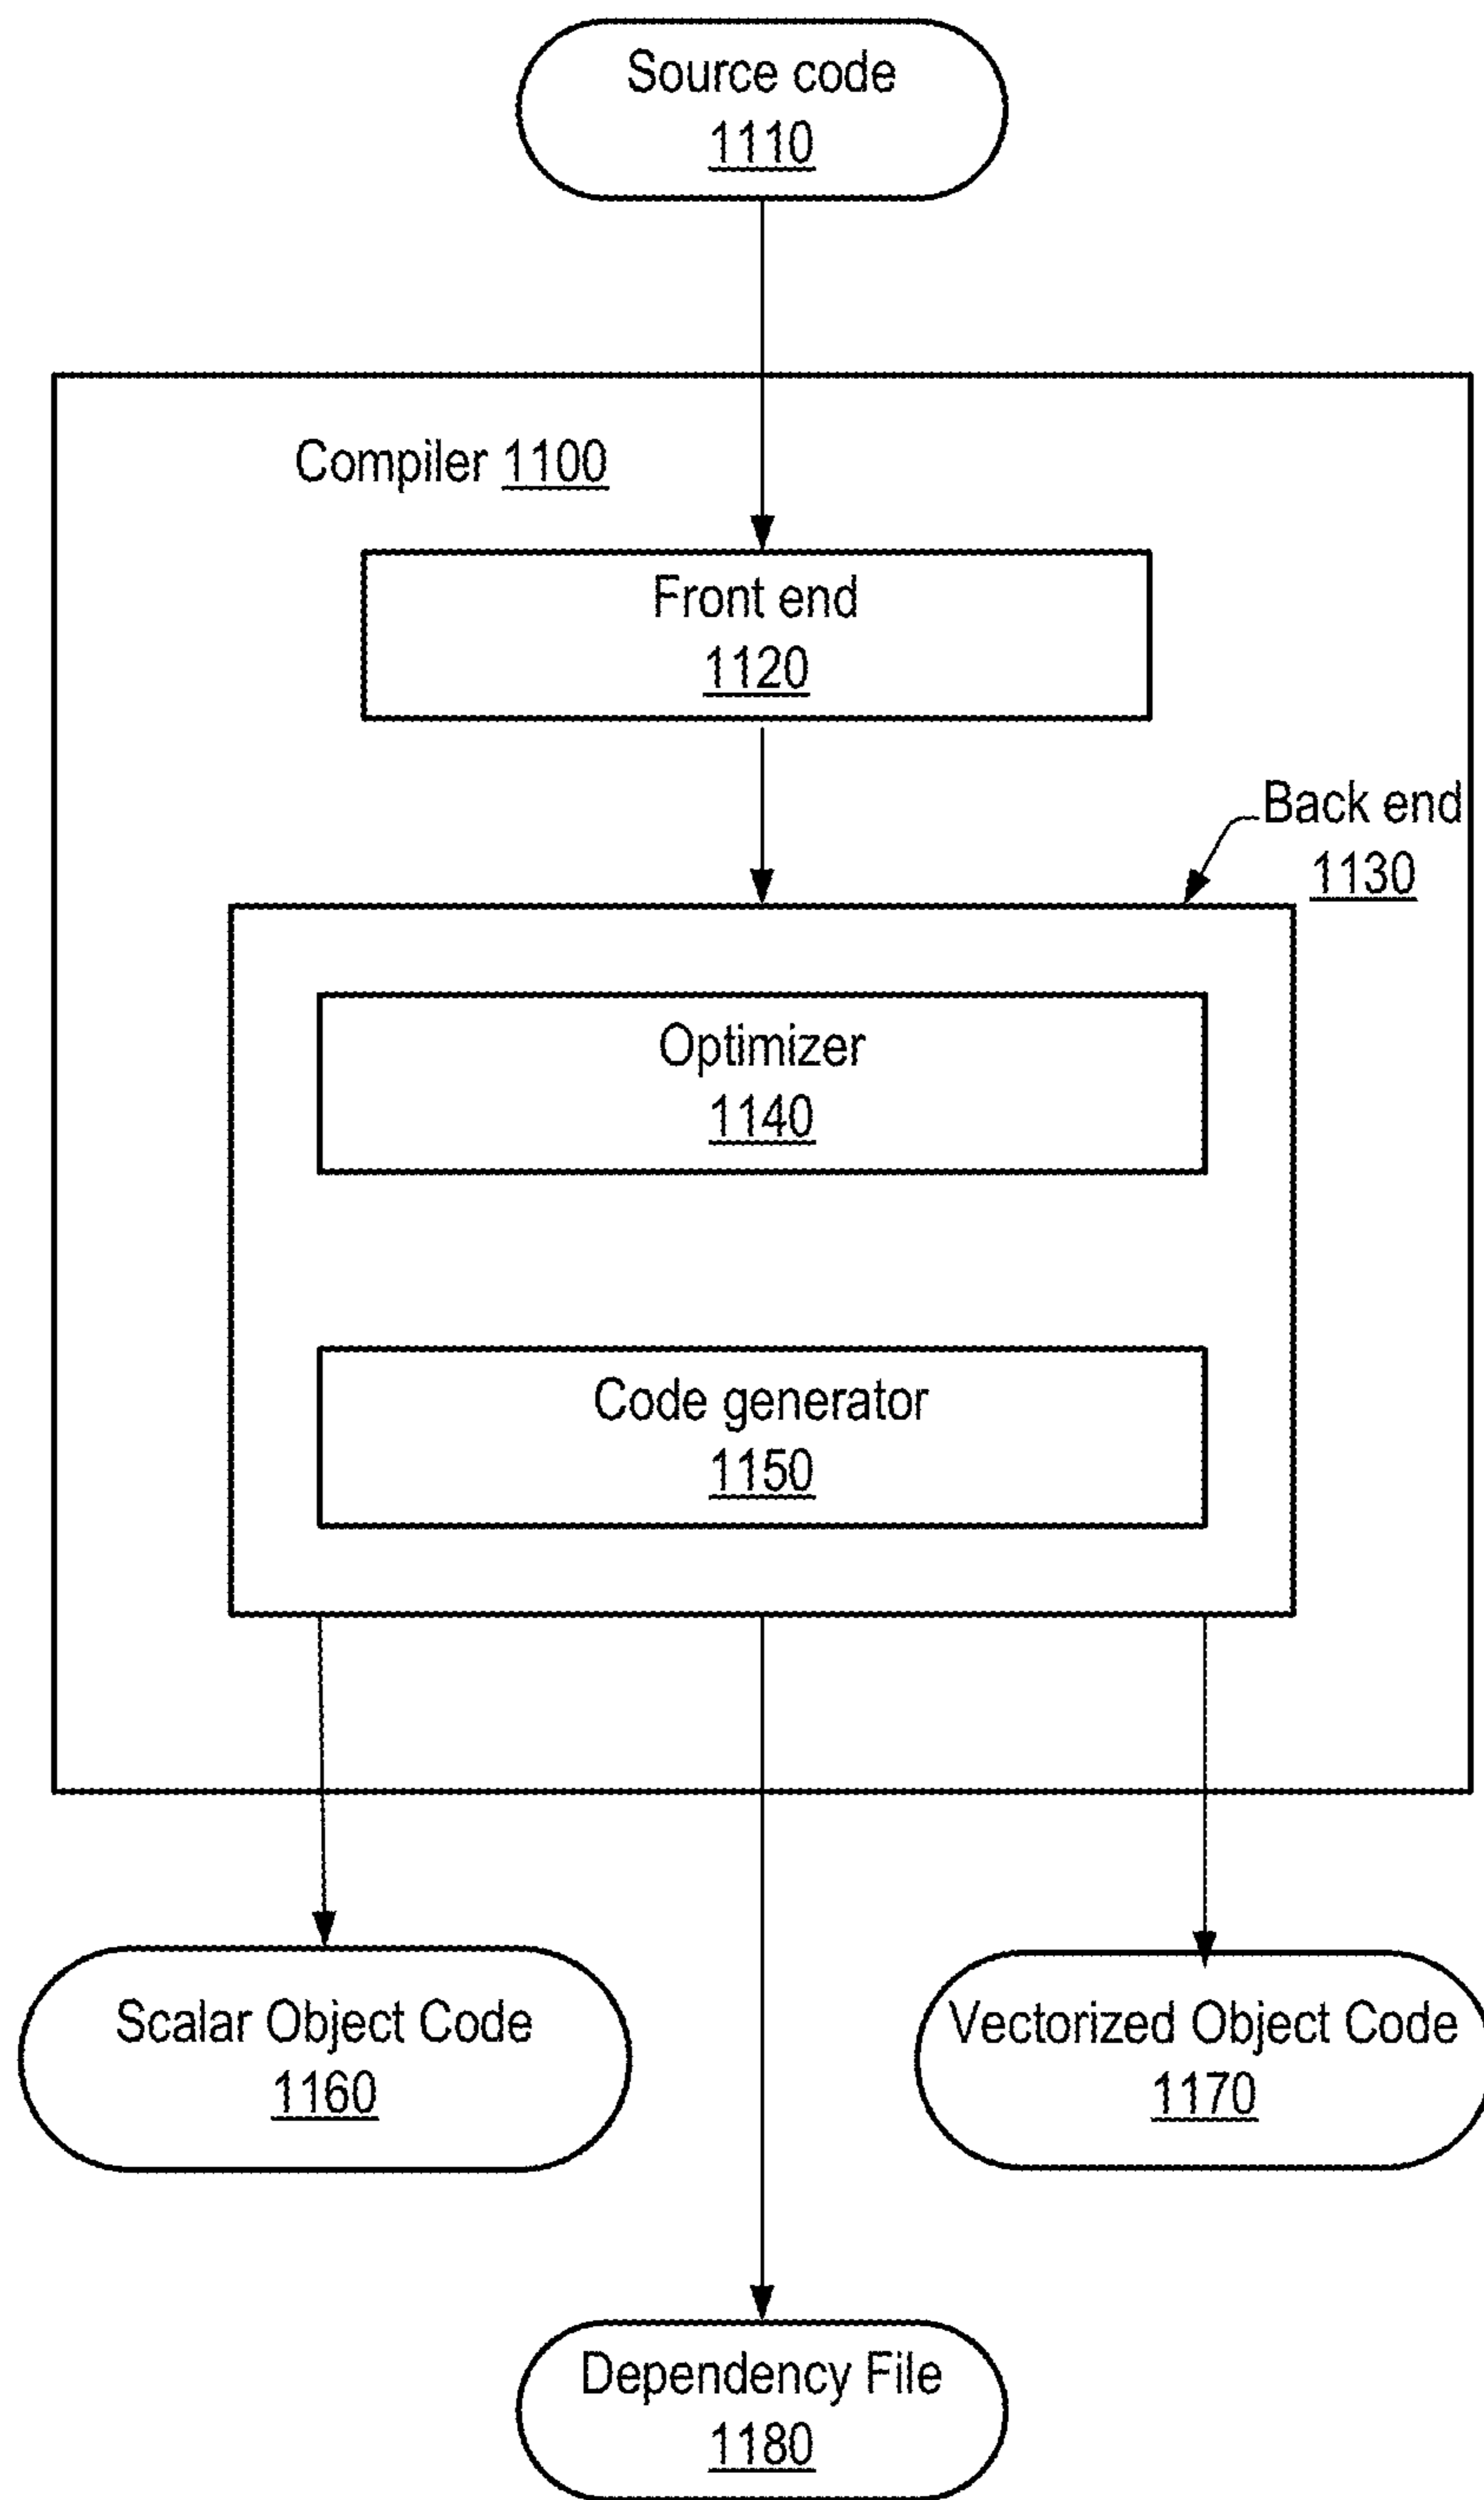 Source code
1110
Compiler 1100
Front end
1120
Back end
1130
Optimizer
1140
Code generator
1150
Scalar Object Code
1160
Vectorized Object Code
1170
Dependency File
1180